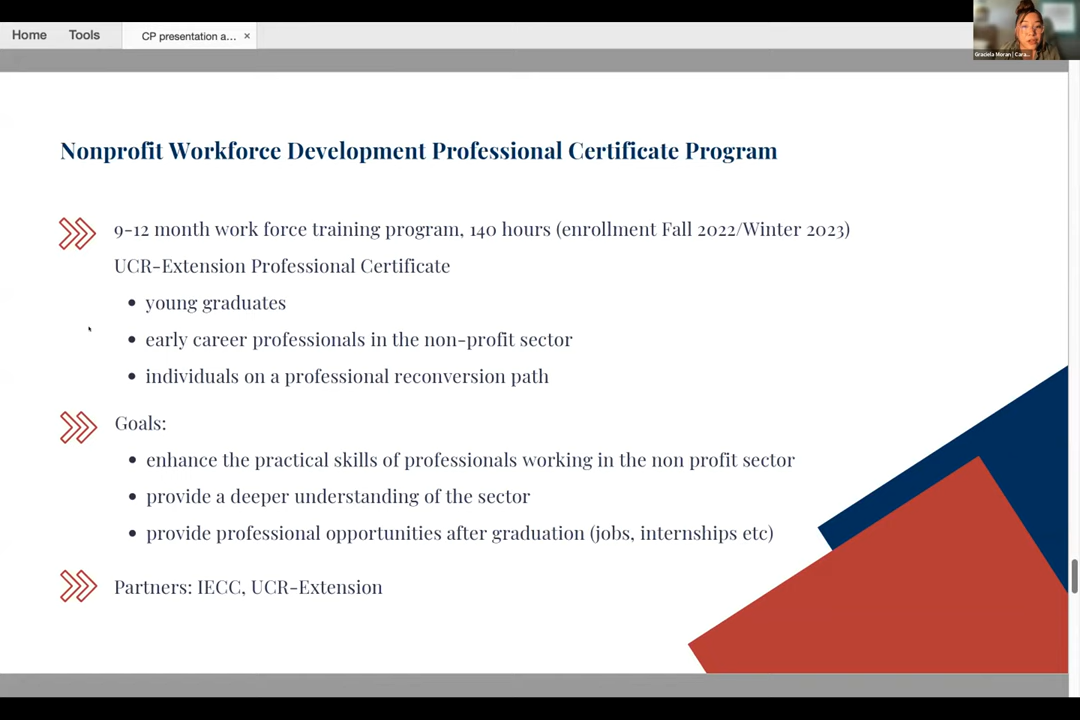 Home
Tools
CP presentation a... ×
Graciela Moran | Cara...
Nonprofit Workforce Development Professional Certificate Program
9-12 month work force training program, 140 hours (enrollment Fall 2022/Winter 2023)
UCR-Extension Professional Certificate
• young graduates
• early career professionals in the non-profit sector
• individuals on a professional reconversion path
Goals:
• enhance the practical skills of professionals working in the non profit sector
• provide a deeper understanding of the sector
• provide professional opportunities after graduation (jobs, internships etc)
Partners: IECC, UCR-Extension